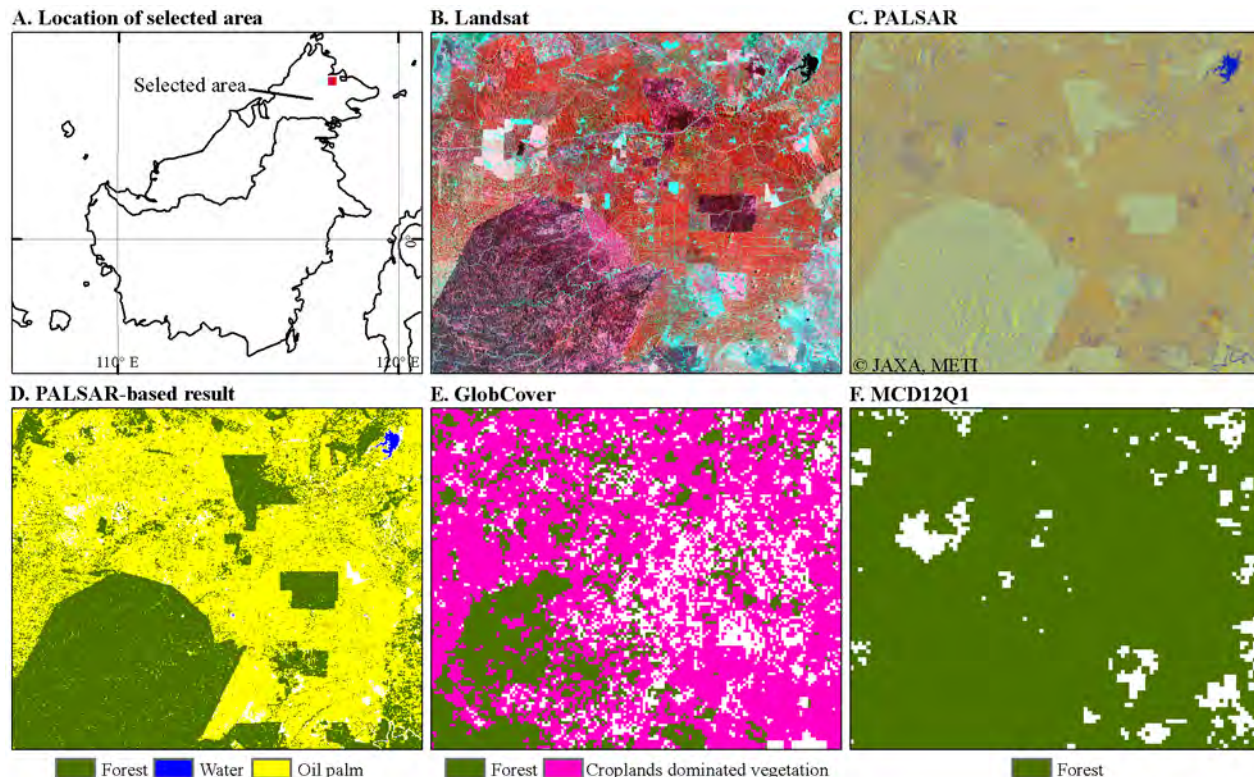 A. Location of selected area
B. Landsat
C. PALSAR
Selected area
0°
110° E
120° E
© JAXA, METI
D. PALSAR-based result
E. GlobCover
F. MCD12Q1
Forest
Water
Oil palm
Forest
Croplands dominated vegetation
Forest